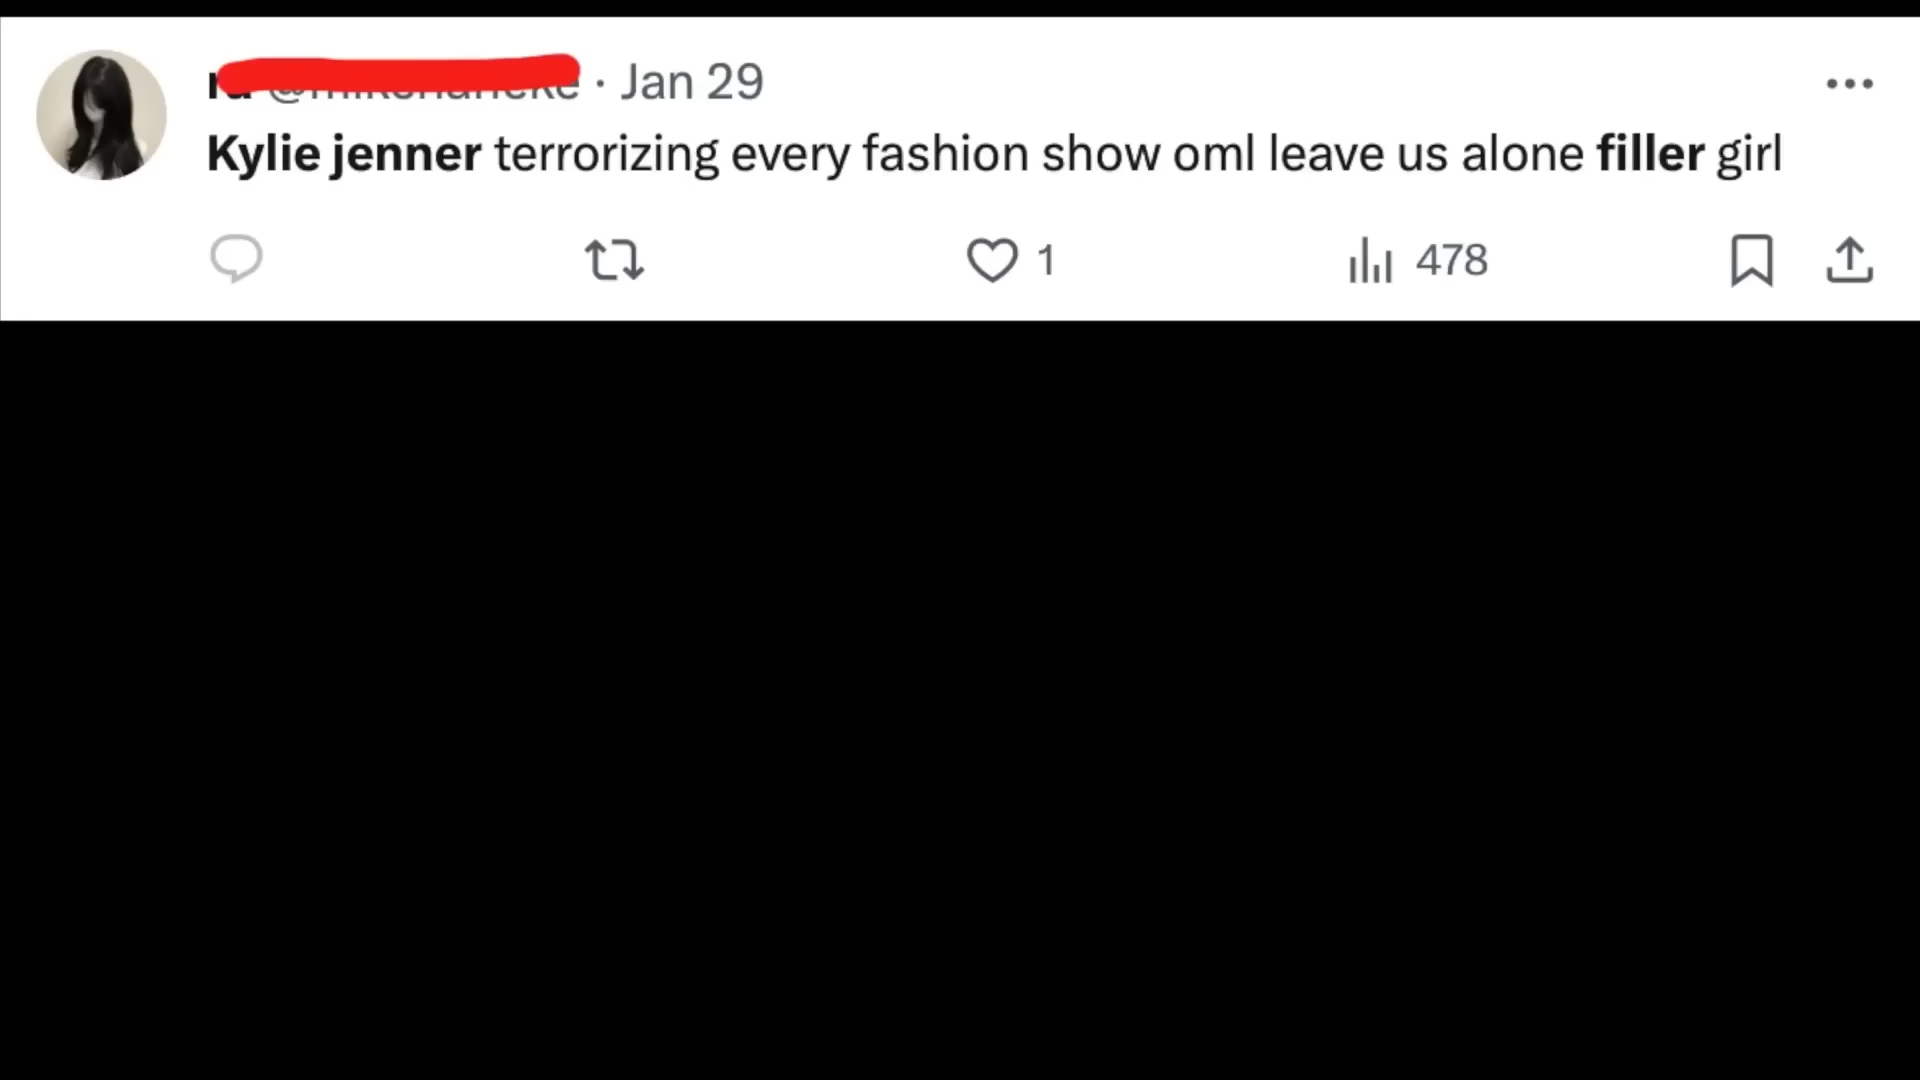 · Jan 29
Kylie jenner terrorizing every fashion show oml leave us alone filler girl
1 478